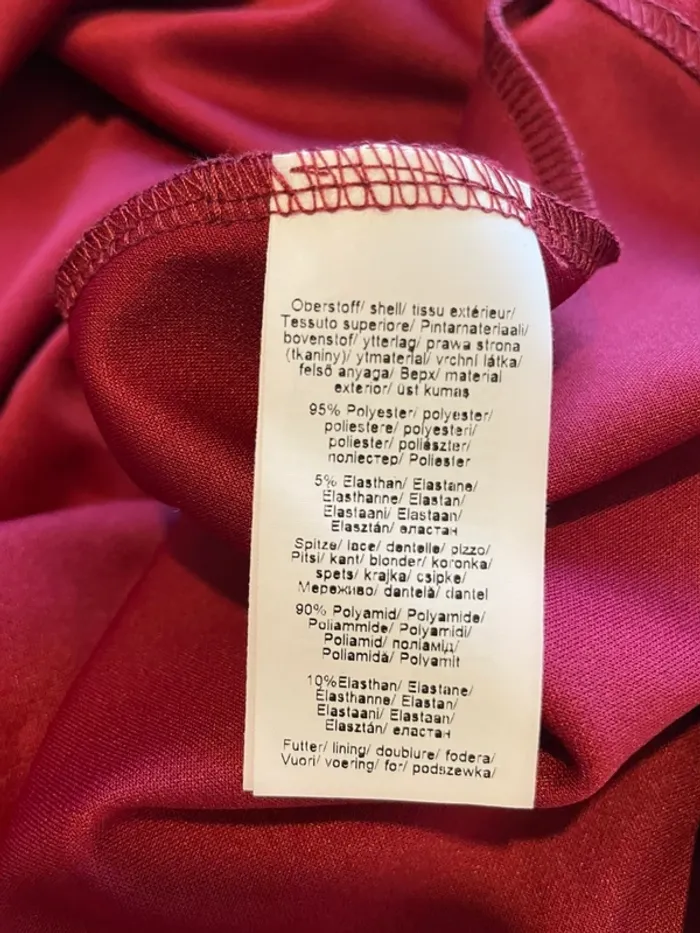 Oberstoff/ shell/ tissu extérieur/
Tessuto superiore/ Pintamateriaali/
bovenstof/ ytterlag/ prawa strona
(tkaniny)/ ytmaterial/ vrchní látka/
felső anyaga/ Верх/ material
exterior/ üst kumaş
95% Polyester/ polyester/
poliestere/ polyesteri/
poliester/ poliészter/
поліестер/ Poliester
5% Elasthan/ Elastane/
Elasthanne/ Elastan/
Elastaani/ Elastaan/
Elasztán/ еластан
Spitze/ lace/ dentelle/ pizzo/
Pitsi/ kant/ blonder/ koronka/
spets/ krajka/ csipke/
Мереживо/ dantelă/ dantel
90% Polyamid/ Polyamide/
Poliammide/ Polyamidi/
Poliamid/ поліамід/
Poliamidă/ Polyamit
10%Elasthan/ Elastane/
Elasthanne/ Elastan/
Elastaani/ Elastaan/
Elasztán/ еластан
Futter/ lining/ doublure/ fodera/
Vuori/ voering/ for/ podszewka/